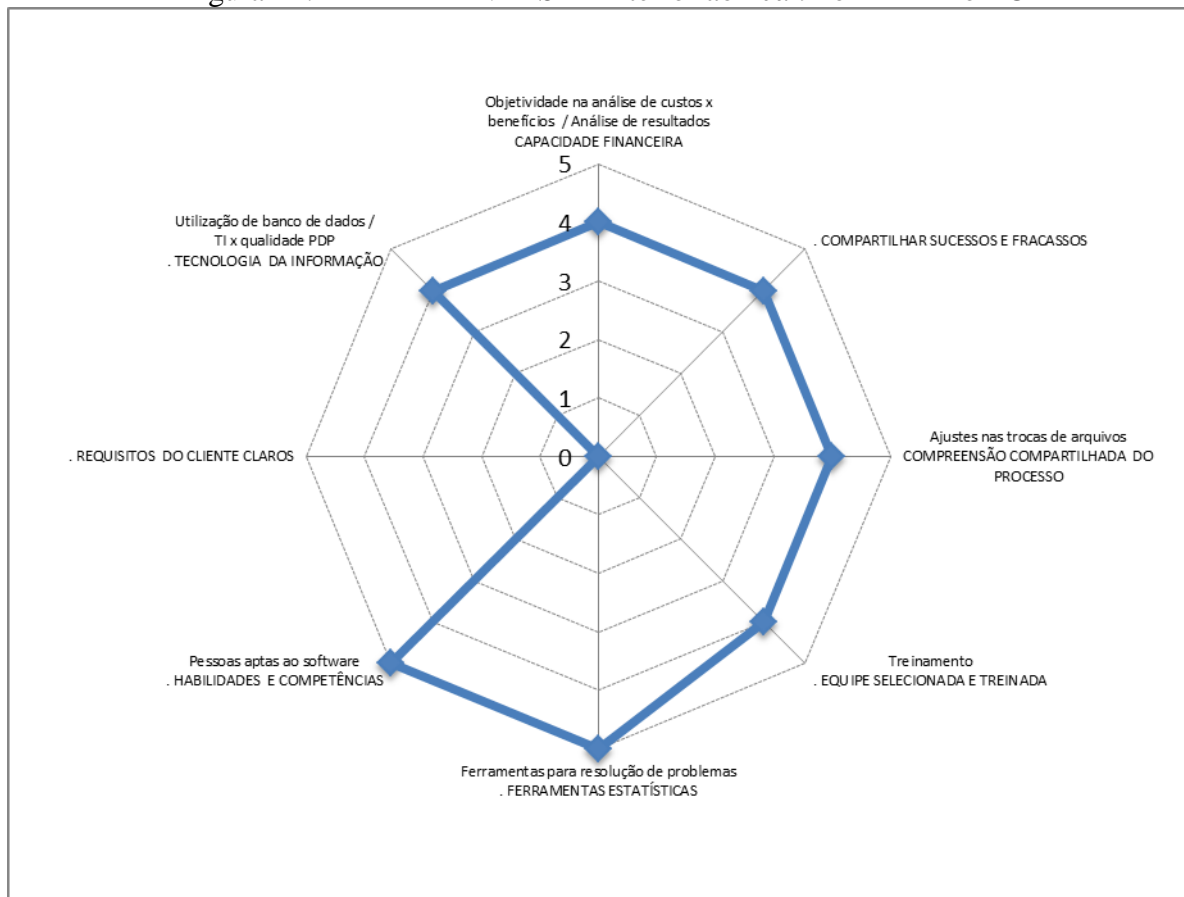 Objetividade na análise de custos x
benefícios / Análise de resultados
CAPACIDADE FINANCEIRA
5
4
3
2
1
0
. COMPARTILHAR SUCESSOS E FRACASSOS
Ajustes nas trocas de arquivos
COMPREENSÃO COMPARTILHADA DO
PROCESSO
Treinamento
. EQUIPE SELECIONADA E TREINADA
Ferramentas para resolução de problemas
. FERRAMENTAS ESTATÍSTICAS
Pessoas aptas ao software
. HABILIDADES E COMPETÊNCIAS
. REQUISITOS DO CLIENTE CLAROS
Utilização de banco de dados /
TI x qualidade PDP
. TECNOLOGIA DA INFORMAÇÃO